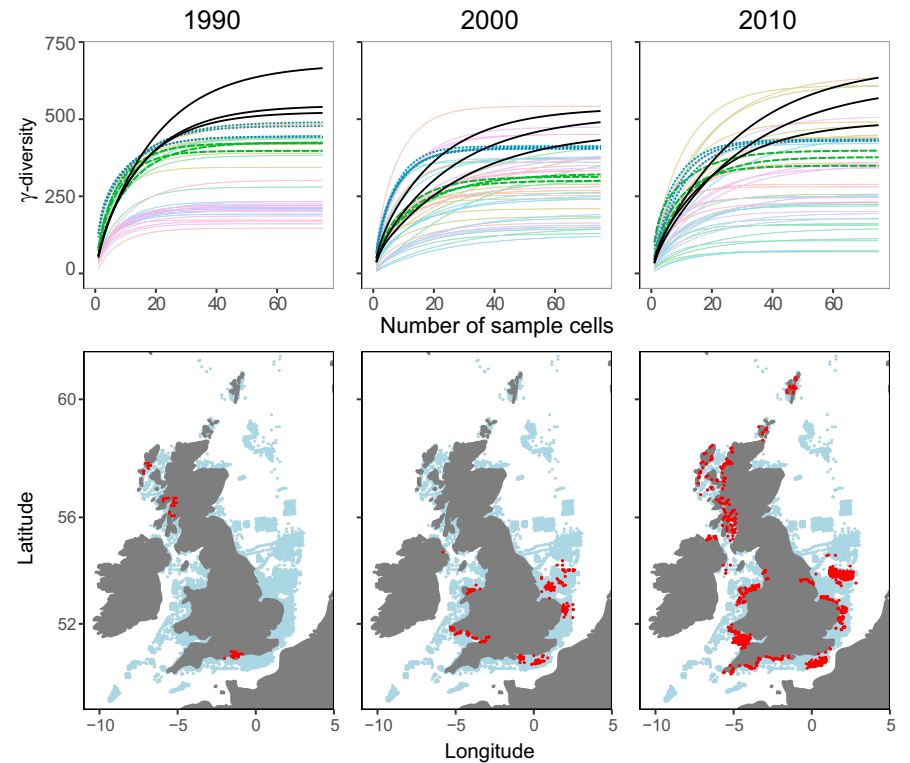 1990 2000 2010
750
500
250
0
γ-diversity
0 20 40 60 0 20 40 60 0 20 40 60
Number of sample cells
60
56
52
Latitude
−10 −5 0 5 −10 −5 0 5 −10 −5 0 5
Longitude